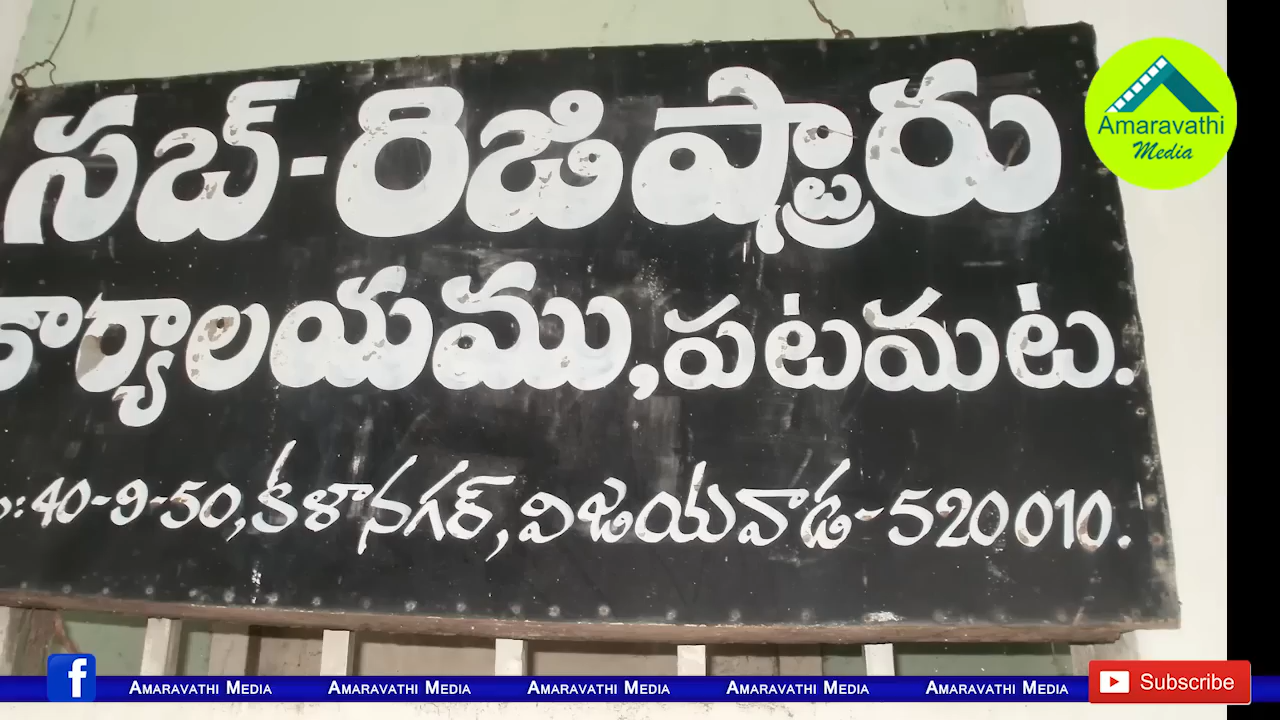 సబ్-రెజిష్ట్రారు
కార్యాలయము, పటమట.
40-9-50, కళానగర్, విజయవాడ-520010.
Amaravathi
Media
Amaravathi Media Amaravathi Media Amaravathi Media Amaravathi Media Amaravathi Media
Subscribe